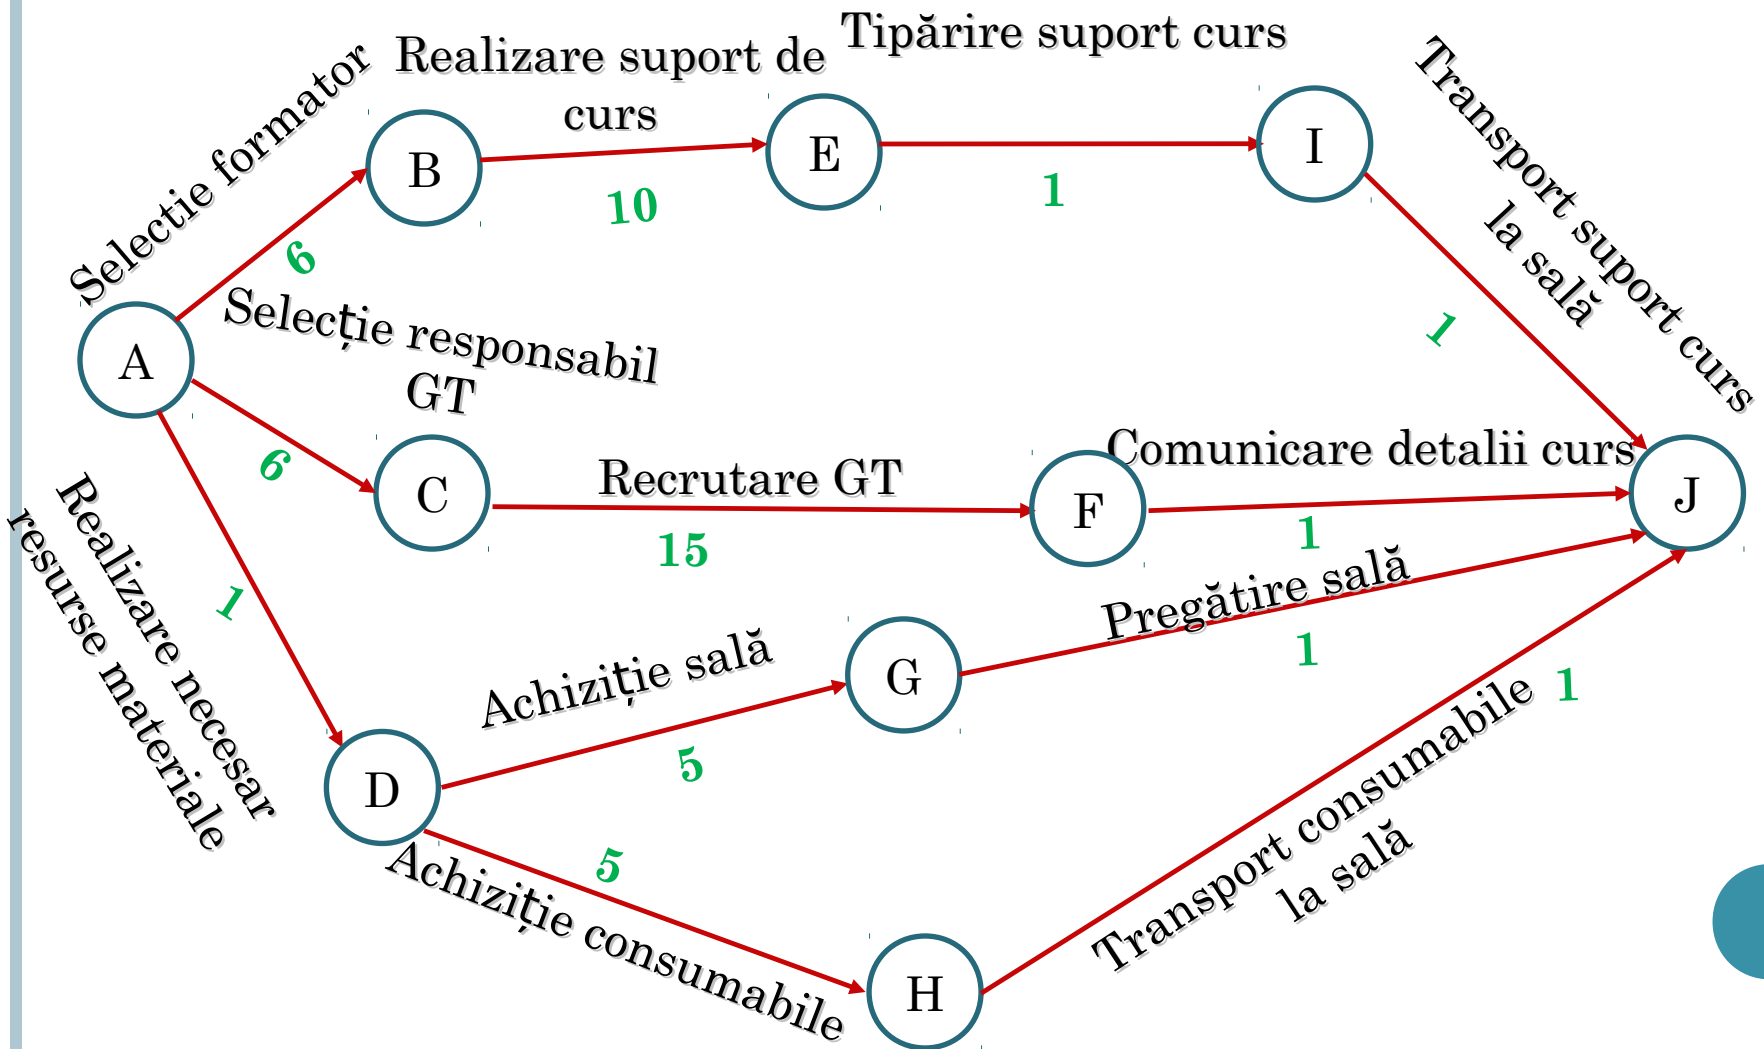 Tipărire suport curs
Realizare suport de
curs
Selectie formator
B
E
I
10
1
6
Transport suport curs
la sală
1
A
Selecție responsabil
GT
6
C
Recrutare GT
15
F
Comunicare detalii curs
1
J
Realizare necesar
resurse materiale
1
Achiziție sală
G
Pregătire sală
1
5
D
1
Achiziție consumabile
5
Transport consumabile
la sală
H